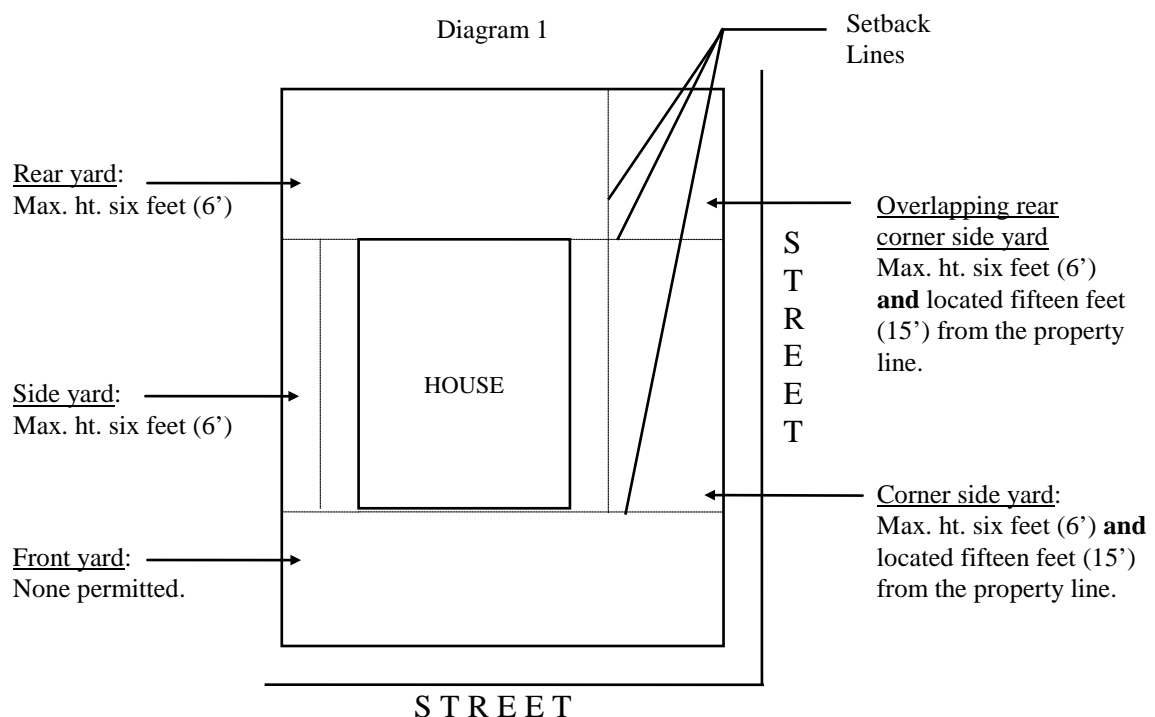 Diagram 1
Setback
Lines
Rear yard:
Max. ht. six feet (6’)
Overlapping rear
corner side yard
Max. ht. six feet (6’)
and located fifteen feet
(15’) from the property
line.
STREET
HOUSE
Side yard:
Max. ht. six feet (6’)
Corner side yard:
Max. ht. six feet (6’) and
located fifteen feet (15’)
from the property line.
Front yard:
None permitted.
STREET